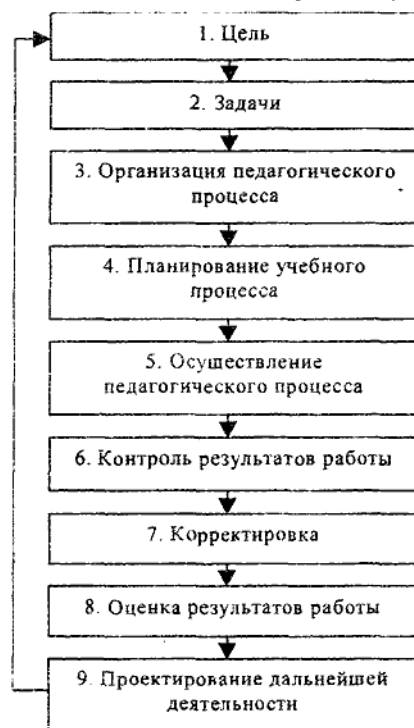 1. Цель
2. Задачи
3. Организация педагогического
процесса
4. Планирование учебного
процесса
5. Осуществление
педагогического процесса
6. Контроль результатов работы
7. Корректировка
8. Оценка результатов работы
9. Проектирование дальнейшей
деятельности